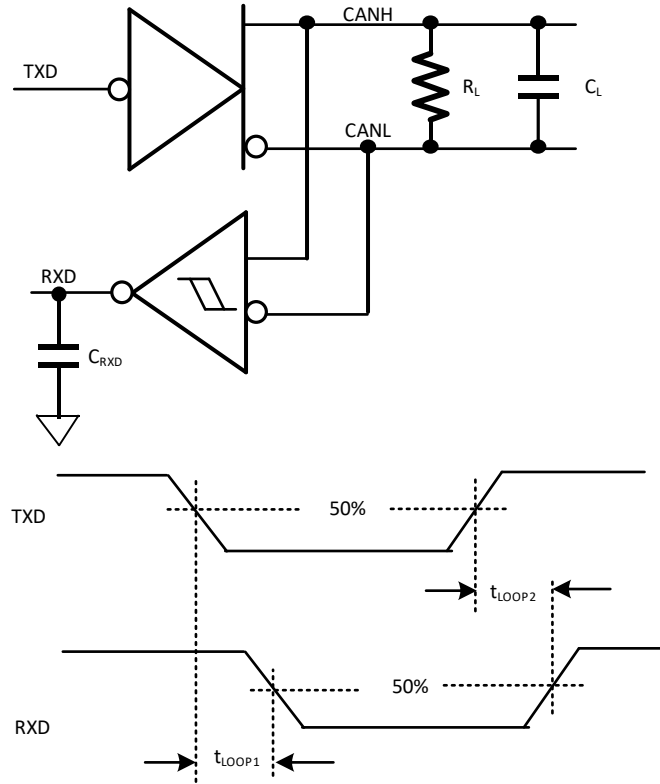 CANH
TXD
R_L
C_L
CANL
RXD
C_RXD
50%
TXD
t_LOOP2
50%
RXD
t_LOOP1